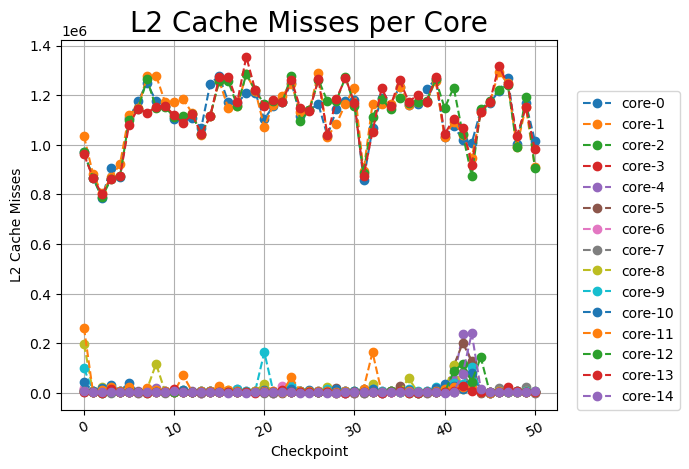 L2 Cache Misses per Core
1e6
1.4
1.2
1.0
0.8
0.6
0.4
0.2
0.0
L2 Cache Misses
0
10
20
30
40
50
Checkpoint
core-0
core-1
core-2
core-3
core-4
core-5
core-6
core-7
core-8
core-9
core-10
core-11
core-12
core-13
core-14